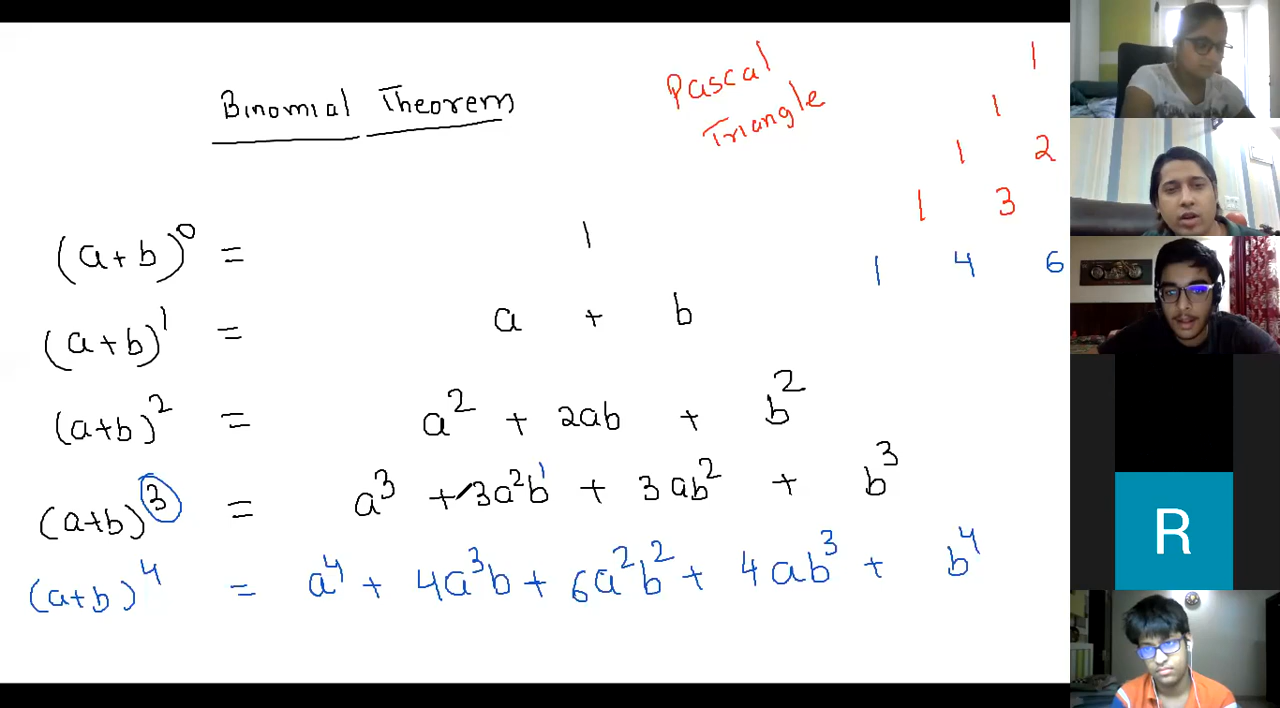 Binomial Theorem
Pascal
Triangle
1
1
1 2
1 3
1 4 6
(a+b)⁰ = 1
(a+b)¹ = a + b
(a+b)² = a² + 2ab + b²
(a+b)³ = a³ + 3a²b¹ + 3ab² + b³
(a+b)⁴ = a⁴ + 4a³b + 6a²b² + 4ab³ + b⁴
R